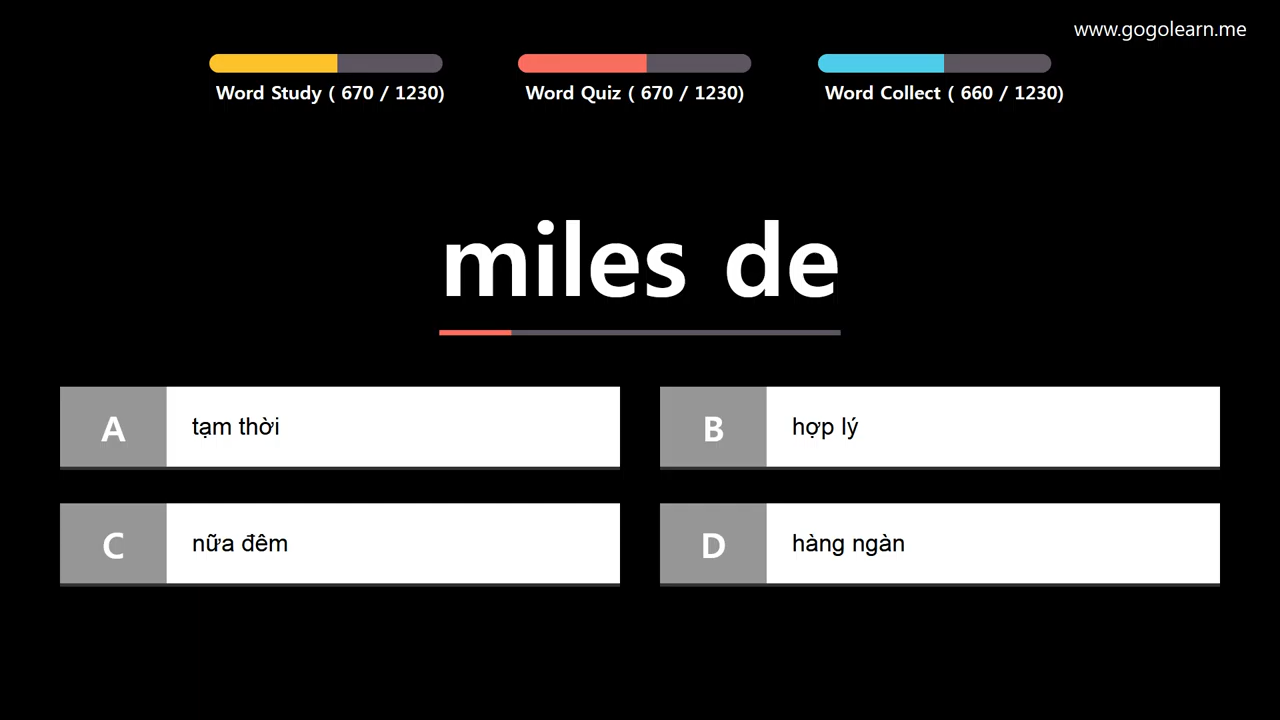 www.gogolearn.me
Word Study ( 670 / 1230)
Word Quiz ( 670 / 1230)
Word Collect ( 660 / 1230)
miles de
A tạm thời
B hợp lý
C nữa đêm
D hàng ngàn